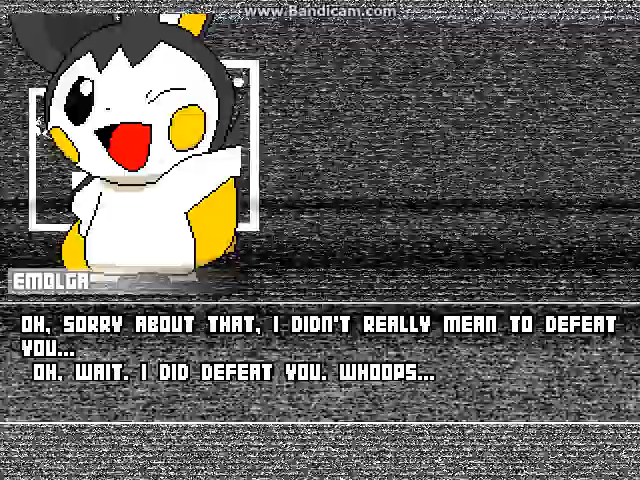 www.Bandicam.com
EMOLGA
OH, SORRY ABOUT THAT, I DIDN'T REALLY MEAN TO DEFEAT
YOU...
OH, WAIT. I DID DEFEAT YOU. WHOOPS...